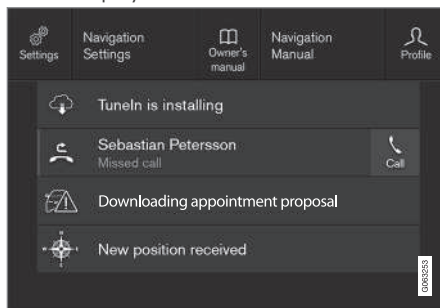 Settings
Navigation
Settings
Owner's
manual
Navigation
Manual
Profile
TuneIn is installing
Sebastian Petersson
Missed call
Call
Downloading appointment proposal
New position received
G063253